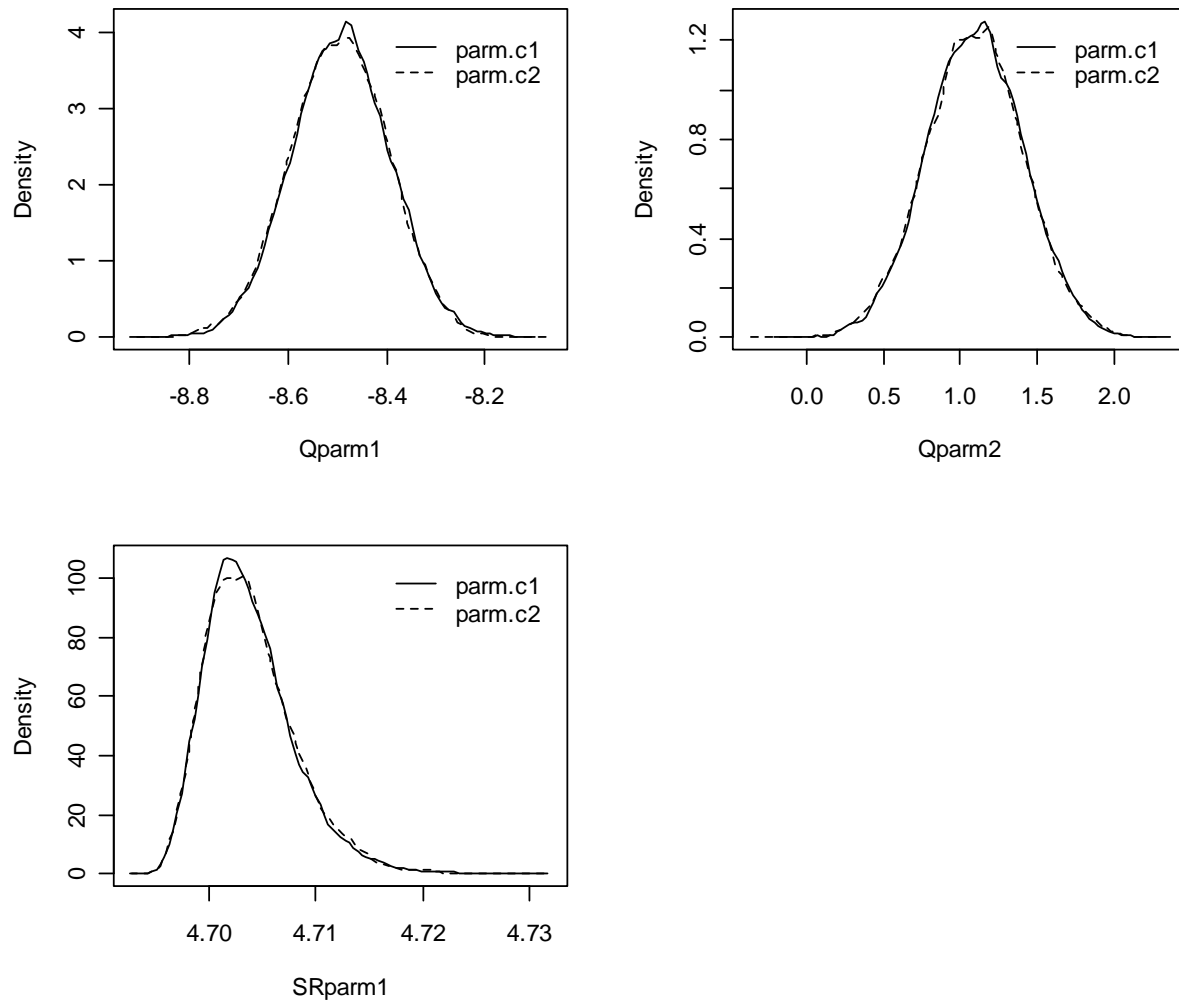 Density
4
3
2
1
0
parm.c1
parm.c2
-8.8 -8.6 -8.4 -8.2
Qparm1
Density
1.2
0.8
0.4
0.0
parm.c1
parm.c2
0.0 0.5 1.0 1.5 2.0
Qparm2
Density
100
80
60
40
20
0
parm.c1
parm.c2
4.70 4.71 4.72 4.73
SRparm1